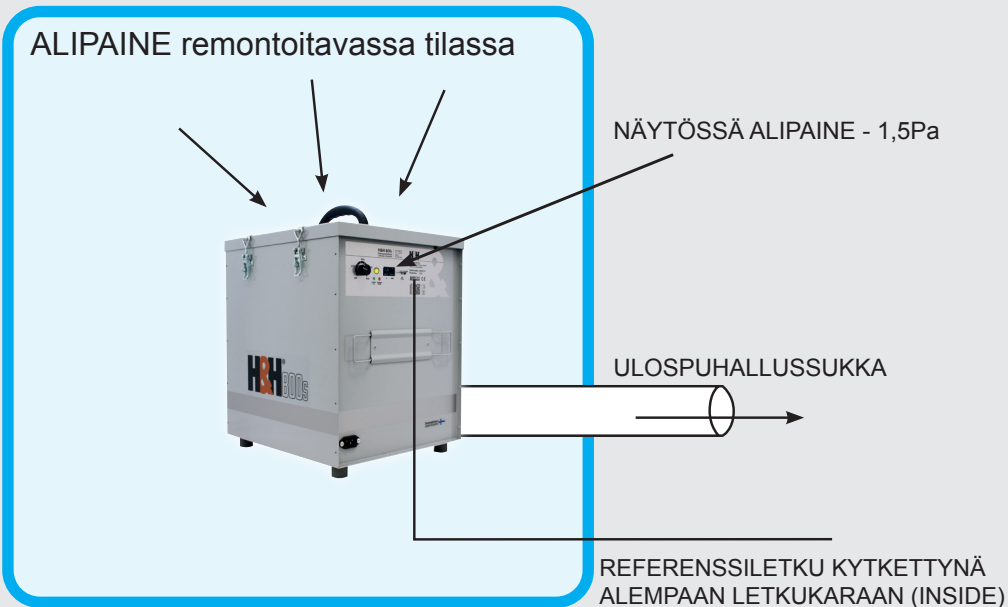 ALIPAINE remontoitavassa tilassa
NÄYTÖSSÄ ALIPAINE - 1,5Pa
H&H 800s
ULOSPUHALLUSSUKKA
REFERENSSILETKU KYTKETTYNÄ
ALEMPAAN LETKUKARAAN (INSIDE)